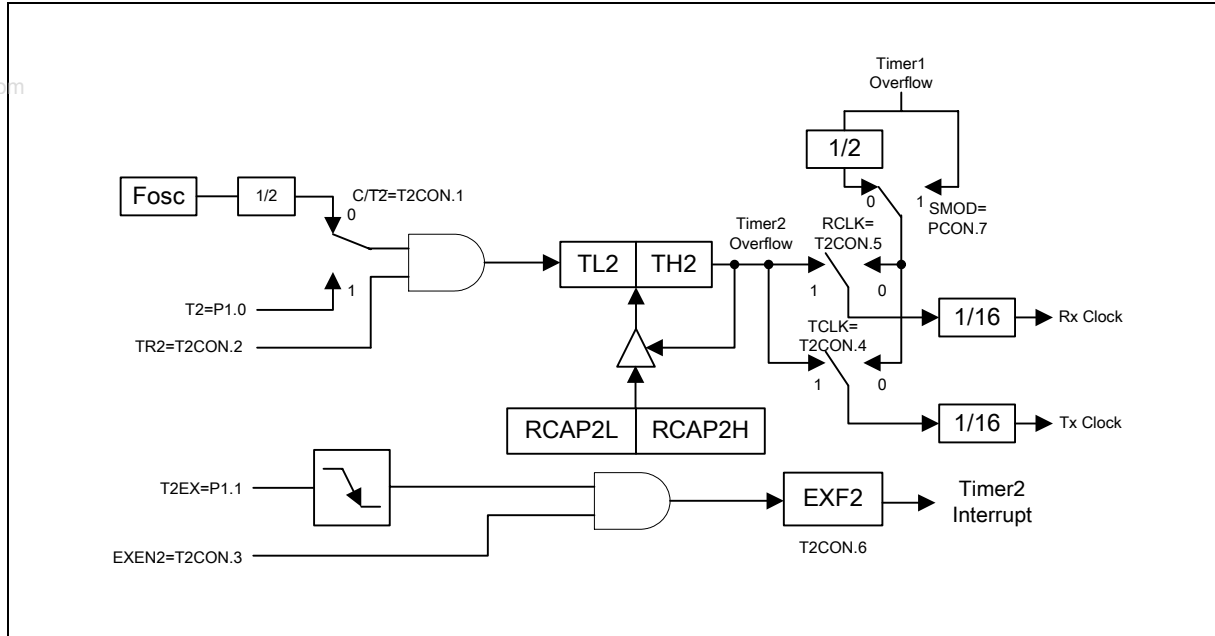 om
Timer1
Overflow
1/2
Fosc
1/2
C/T2=T2CON.1
0
0
1
SMOD=
PCON.7
Timer2
Overflow
RCLK=
T2CON.5
TL2
TH2
1
0
T2=P1.0
1
TR2=T2CON.2
1/16
Rx Clock
TCLK=
T2CON.4
1
0
RCAP2L
RCAP2H
1/16
Tx Clock
T2EX=P1.1
EXF2
Timer2
Interrupt
EXEN2=T2CON.3
T2CON.6